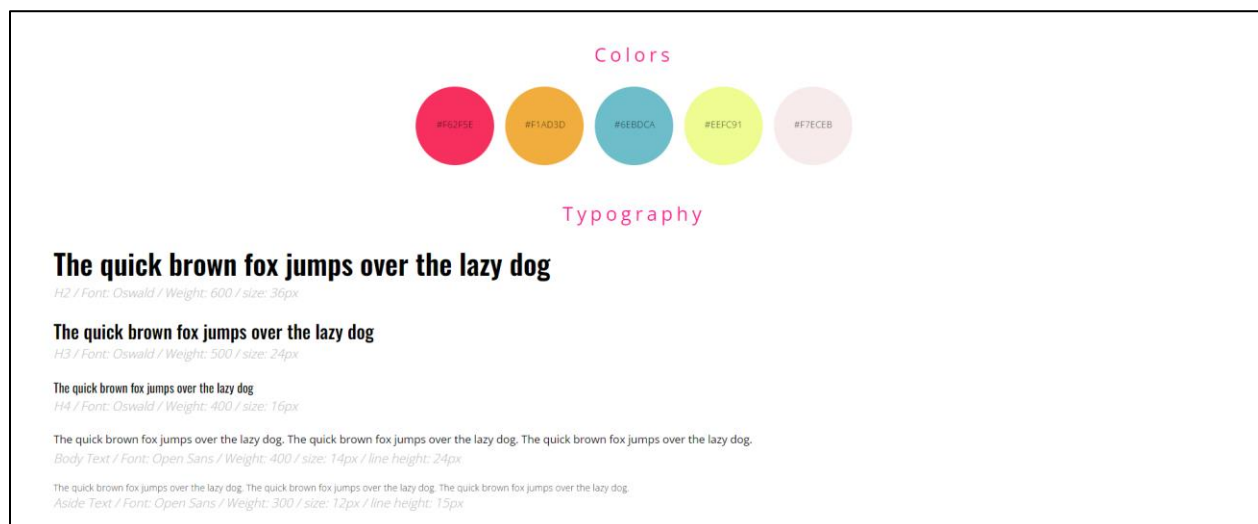 Colors
#F62F5E #F1AD3D #6EBDCA #EEFC91 #F7ECEB
Typography
The quick brown fox jumps over the lazy dog
H2 / Font: Oswald / Weight: 600 / size: 36px
The quick brown fox jumps over the lazy dog
H3 / Font: Oswald / Weight: 500 / size: 24px
The quick brown fox jumps over the lazy dog
H4 / Font: Oswald / Weight: 400 / size: 16px
The quick brown fox jumps over the lazy dog. The quick brown fox jumps over the lazy dog. The quick brown fox jumps over the lazy dog.
Body Text / Font: Open Sans / Weight: 400 / size: 14px / line height: 24px
The quick brown fox jumps over the lazy dog. The quick brown fox jumps over the lazy dog. The quick brown fox jumps over the lazy dog.
Aside Text / Font: Open Sans / Weight: 300 / size: 12px / line height: 15px